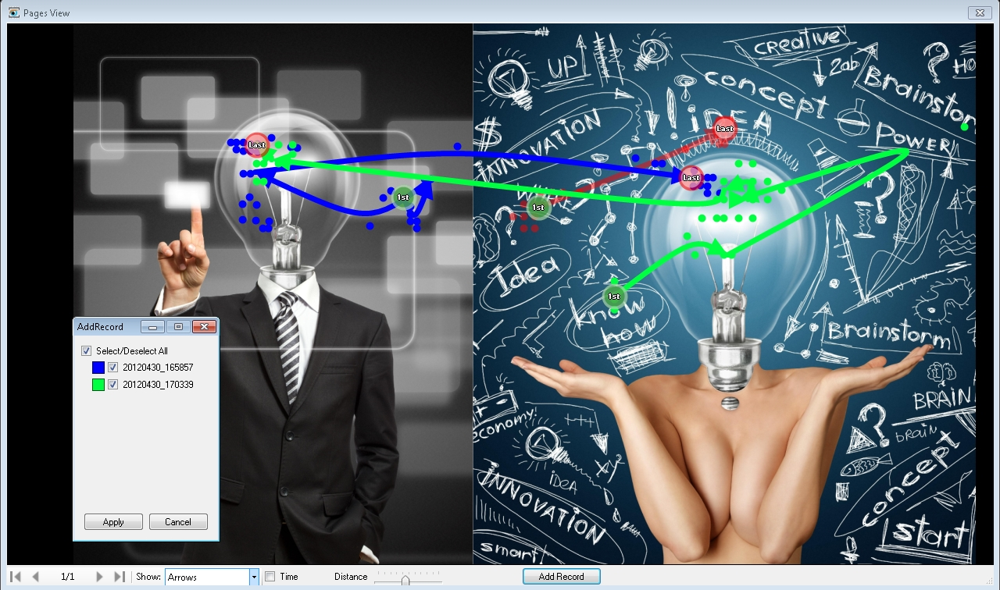 Pages View
creative
UP
2ab
concept
Brainstor
HO
IDEA
INNOVATION
$
POWER
Last
Last
Last
1st
1st
Idea
1st
know
how
Brainstorm
AddRecord
Select/Deselect All
20120430_165857
20120430_170339
Apply
Cancel
economy!
BRAIN
brain
iDEA
concept
INNOVATION
start
smart!
1/1
Show:
Arrows
Time
Distance
Add Record